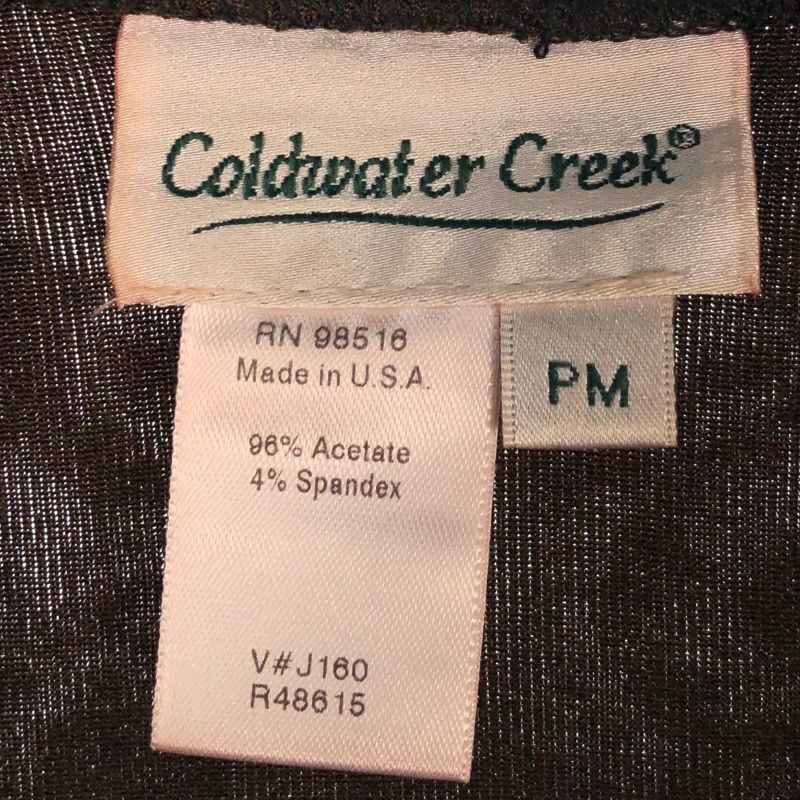 Coldwater Creek®
RN 98516
Made in U.S.A.
PM
96% Acetate
4% Spandex
V#J160
R48615